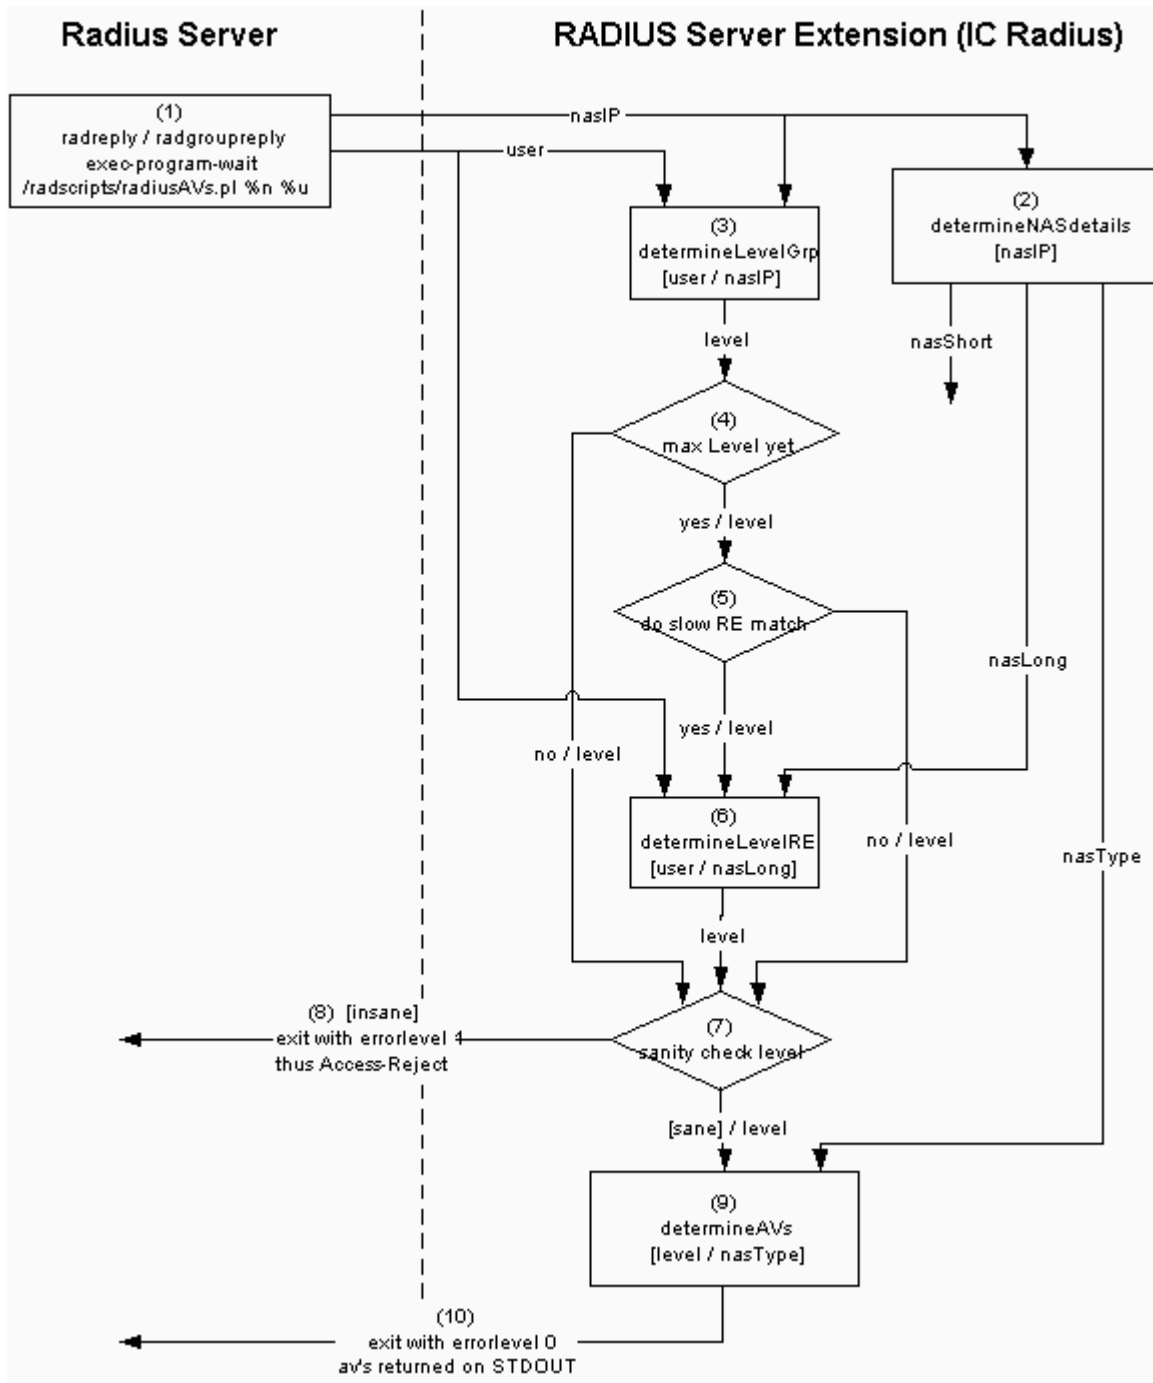 Radius Server
RADIUS Server Extension (IC Radius)
(1)
radreply / radgroupreply
exec-program-wait
/radscripts/radiusAVs.pl %n %u
nasIP
user
(2)
determineNASdetails
[nasIP]
(3)
determineLevelGrp
[user / nasIP]
level
nasShort
(4)
max Level yet
yes / level
(5)
do slow RE match
nasLong
yes / level
no / level
(6)
determineLevelRE
[user / nasLong]
no / level
nasType
level
(8) [insane]
exit with errorlevel 1
thus Access-Reject
(7)
sanity check level
[sane] / level
(9)
determineAVs
[level / nasType]
(10)
exit with errorlevel 0
av's returned on STDOUT